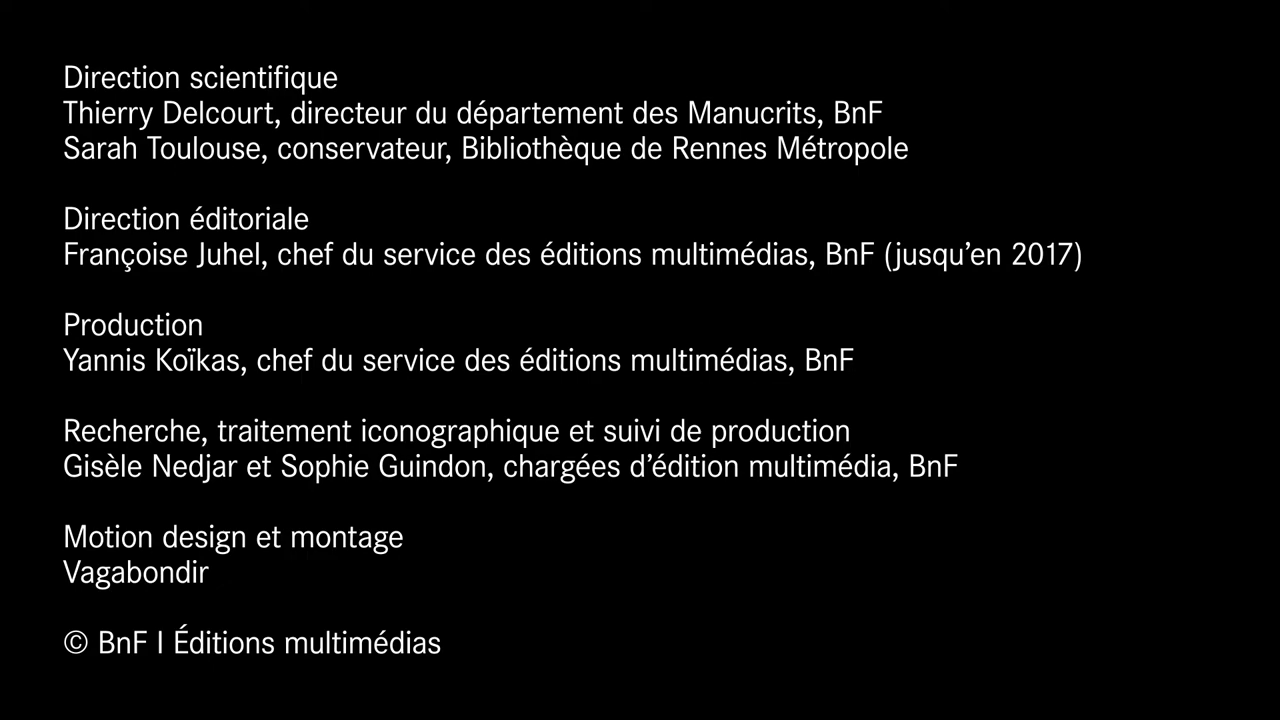 Direction scientifique
Thierry Delcourt, directeur du département des Manucrits, BnF
Sarah Toulouse, conservateur, Bibliothèque de Rennes Métropole
Direction éditoriale
Françoise Juhel, chef du service des éditions multimédias, BnF (jusqu’en 2017)
Production
Yannis Koïkas, chef du service des éditions multimédias, BnF
Recherche, traitement iconographique et suivi de production
Gisèle Nedjar et Sophie Guindon, chargées d’édition multimédia, BnF
Motion design et montage
Vagabondir
© BnF I Éditions multimédias